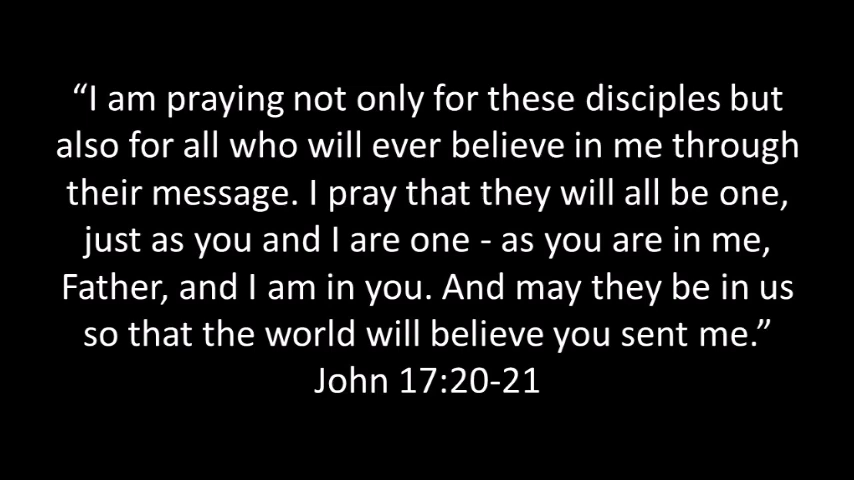 “I am praying not only for these disciples but
also for all who will ever believe in me through
their message. I pray that they will all be one,
just as you and I are one - as you are in me,
Father, and I am in you. And may they be in us
so that the world will believe you sent me.”
John 17:20-21